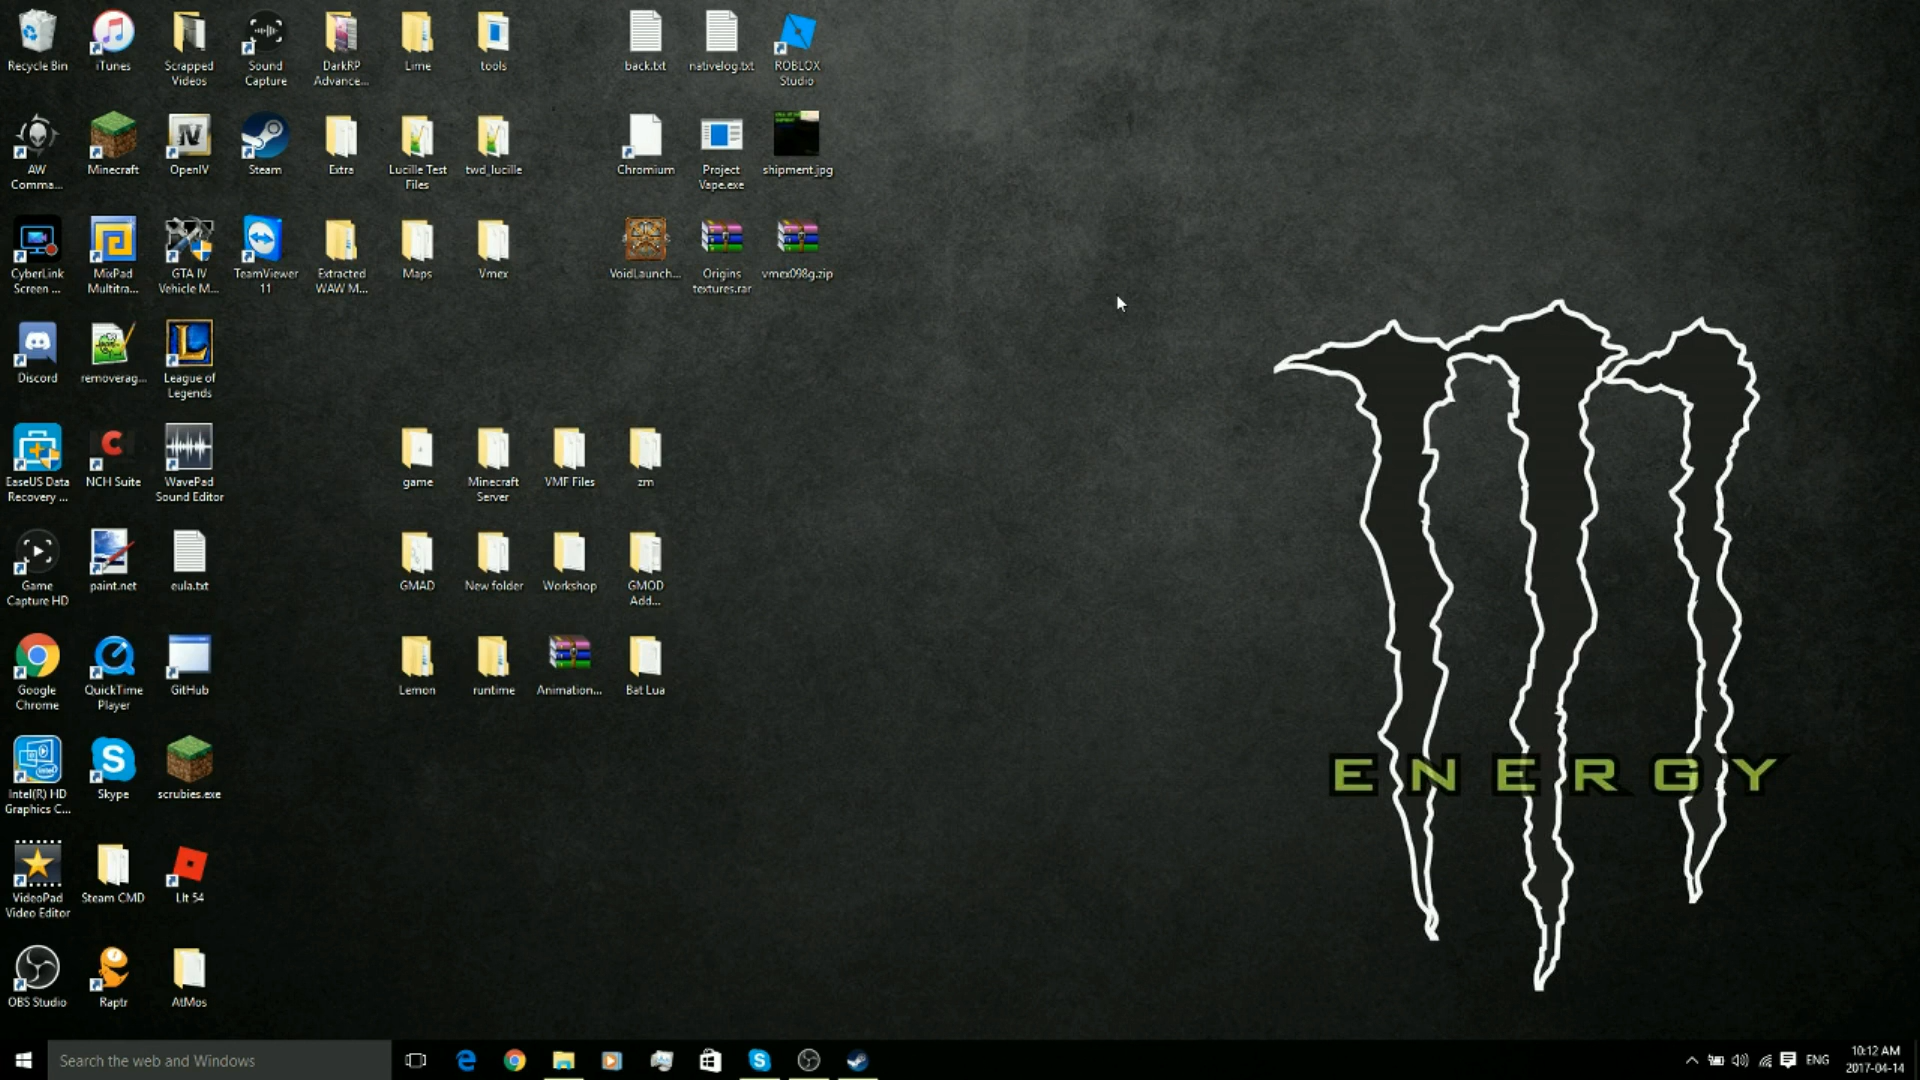 Recycle Bin
iTunes
Scrapped
Videos
Sound
Capture
DarkRP
Advance...
Lime
tools
back.txt
nativelog.txt
ROBLOX
Studio
AW
Comma...
Minecraft
OpenIV
Steam
Extra
Lucille Test
Files
twd_lucille
Chromium
Project
Vape.exe
shipment.jpg
CyberLink
Screen ...
MixPad
Multitra...
GTA IV
Vehicle M...
TeamViewer
11
Extracted
WAW M...
Maps
Vmex
VoidLaunch...
Origins
textures.rar
vmex098g.zip
Discord
removerag...
League of
Legends
EaseUS Data
Recovery ...
NCH Suite
WavePad
Sound Editor
game
Minecraft
Server
VMF Files
zm
Game
Capture HD
paint.net
eula.txt
GMAD
New folder
Workshop
GMOD
Add...
Google
Chrome
QuickTime
Player
GitHub
Lemon
runtime
Animation...
Bat Lua
Intel(R) HD
Graphics C...
Skype
scrubies.exe
ENERGY
VideoPad
Video Editor
Steam CMD
LIt 54
OBS Studio
Raptr
AtMos
Search the web and Windows
ENG
10:12 AM
2017-04-14